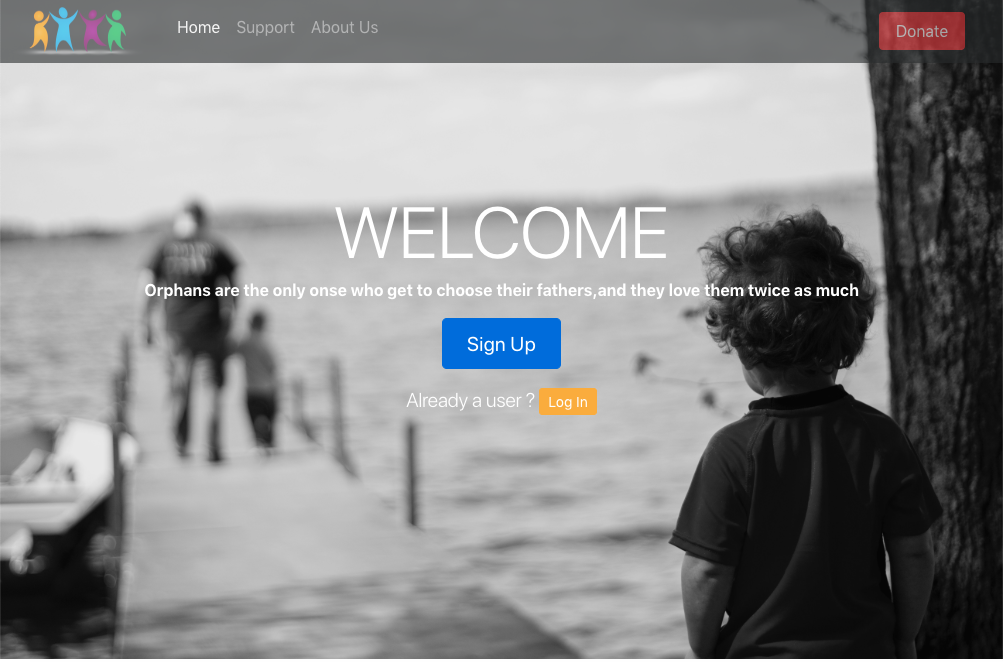 Home Support About Us Donate
WELCOME
Orphans are the only onse who get to choose their fathers,and they love them twice as much
Sign Up
Already a user ? Log In